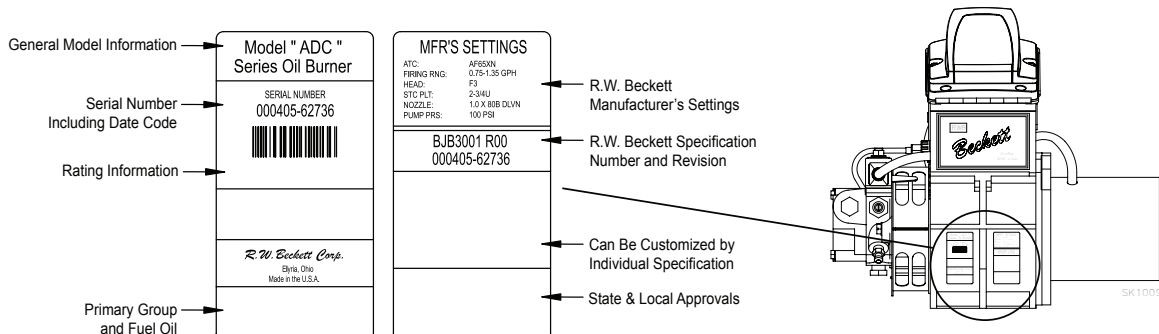 General Model Information
Serial Number
Including Date Code
Rating Information
Primary Group
and Fuel Oil
Model " ADC "
Series Oil Burner
SERIAL NUMBER
000405-62736
R.W. Beckett Corp.
Elyria, Ohio
Made in the U.S.A.
MFR'S SETTINGS
ATC: AF65XN
FIRING RNG: 0.75-1.35 GPH
HEAD: F3
STC PLT: 2-3/4U
NOZZLE: 1.0 X 80B DLVN
PUMP PRS: 100 PSI
BJB3001 R00
000405-62736
R.W. Beckett
Manufacturer's Settings
R.W. Beckett Specification
Number and Revision
Can Be Customized by
Individual Specification
State & Local Approvals
Beckett
SK1009